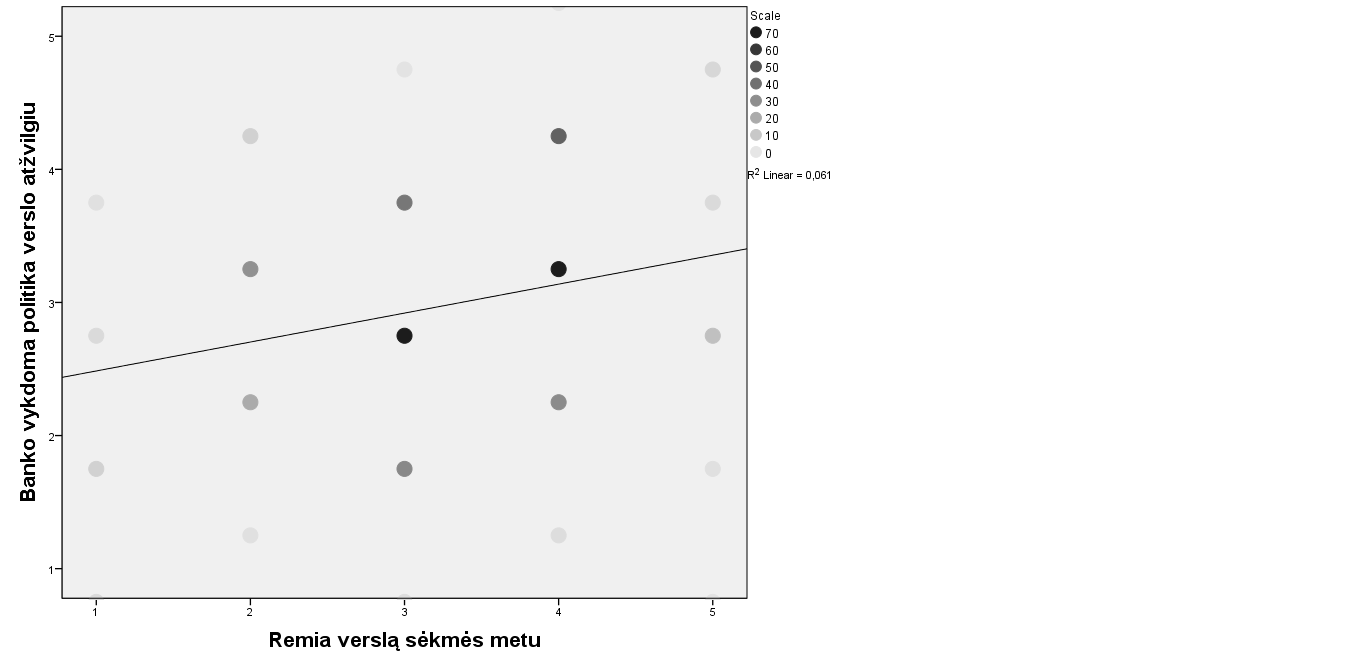 Banko vykdoma politika verslo atžvilgiu
5
4
3
2
1
1 2 3 4 5
Remia verslą sėkmės metu
Scale
70
60
50
40
30
20
10
0
R² Linear = 0,061